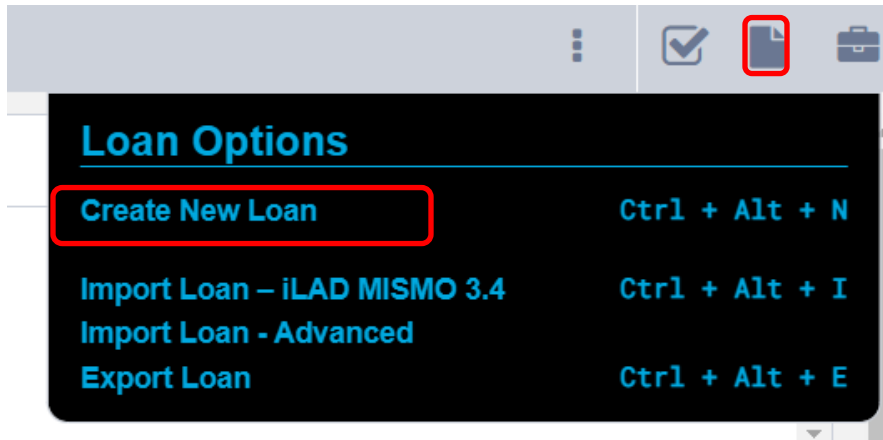 Loan Options
Create New Loan Ctrl + Alt + N
Import Loan – iLAD MISMO 3.4 Ctrl + Alt + I
Import Loan - Advanced
Export Loan Ctrl + Alt + E